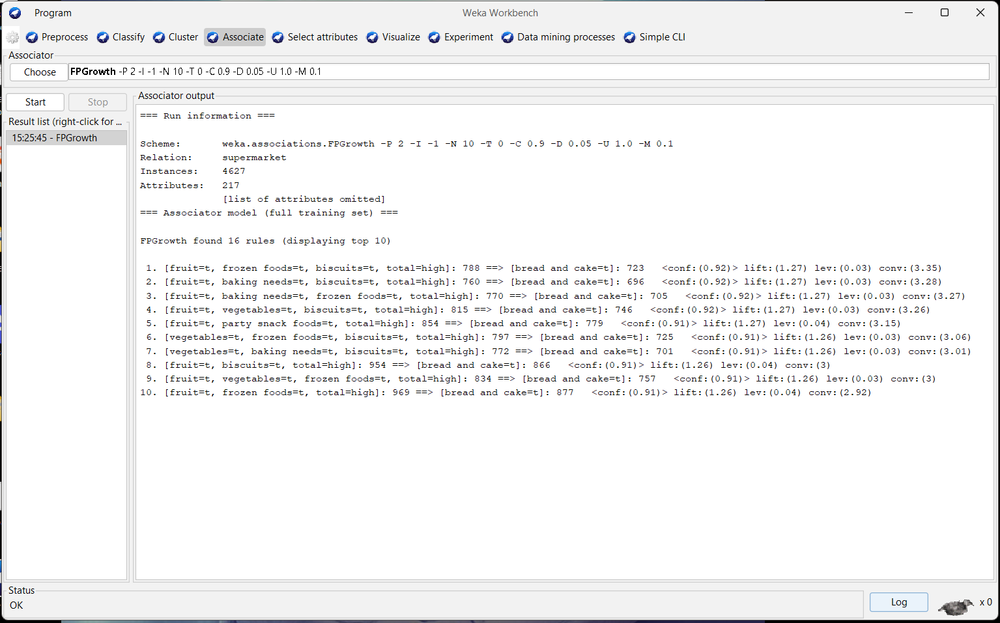 Program
Weka Workbench
Preprocess Classify Cluster Associate Select attributes Visualize Experiment Data mining processes Simple CLI
Associator
Choose FPGrowth -P 2 -I -1 -N 10 -T 0 -C 0.9 -D 0.05 -U 1.0 -M 0.1
Start Stop
Result list (right-click for ...
15:25:45 - FPGrowth
Associator output
=== Run information ===
Scheme: weka.associations.FPGrowth -P 2 -I -1 -N 10 -T 0 -C 0.9 -D 0.05 -U 1.0 -M 0.1
Relation: supermarket
Instances: 4627
Attributes: 217
[list of attributes omitted]
=== Associator model (full training set) ===
FPGrowth found 16 rules (displaying top 10)
1. [fruit=t, frozen foods=t, biscuits=t, total=high]: 788 ==> [bread and cake=t]: 723 <conf:(0.92)> lift:(1.27) lev:(0.03) conv:(3.35)
2. [fruit=t, baking needs=t, biscuits=t, total=high]: 760 ==> [bread and cake=t]: 696 <conf:(0.92)> lift:(1.27) lev:(0.03) conv:(3.28)
3. [fruit=t, baking needs=t, frozen foods=t, total=high]: 770 ==> [bread and cake=t]: 705 <conf:(0.92)> lift:(1.27) lev:(0.03) conv:(3.27)
4. [fruit=t, vegetables=t, biscuits=t, total=high]: 815 ==> [bread and cake=t]: 746 <conf:(0.92)> lift:(1.27) lev:(0.03) conv:(3.26)
5. [fruit=t, party snack foods=t, total=high]: 854 ==> [bread and cake=t]: 779 <conf:(0.91)> lift:(1.27) lev:(0.04) conv:(3.15)
6. [vegetables=t, frozen foods=t, biscuits=t, total=high]: 797 ==> [bread and cake=t]: 725 <conf:(0.91)> lift:(1.26) lev:(0.03) conv:(3.06)
7. [vegetables=t, baking needs=t, biscuits=t, total=high]: 772 ==> [bread and cake=t]: 701 <conf:(0.91)> lift:(1.26) lev:(0.03) conv:(3.01)
8. [fruit=t, biscuits=t, total=high]: 954 ==> [bread and cake=t]: 866 <conf:(0.91)> lift:(1.26) lev:(0.04) conv:(3)
9. [fruit=t, vegetables=t, frozen foods=t, total=high]: 834 ==> [bread and cake=t]: 757 <conf:(0.91)> lift:(1.26) lev:(0.03) conv:(3)
10. [fruit=t, frozen foods=t, total=high]: 969 ==> [bread and cake=t]: 877 <conf:(0.91)> lift:(1.26) lev:(0.04) conv:(2.92)
Status
OK
Log
x 0